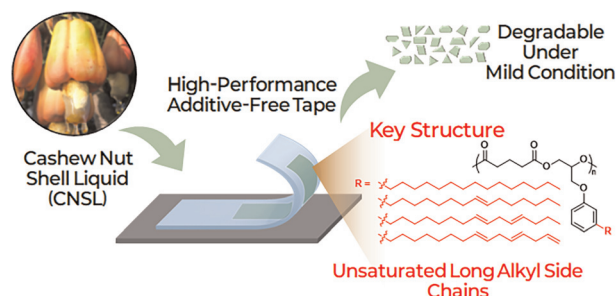 Cashew Nut
Shell Liquid
(CNSL)
High-Performance
Additive-Free Tape
Degradable
Under
Mild Condition
Key Structure
O O
O O
n
O
R
R =
Unsaturated Long Alkyl Side
Chains